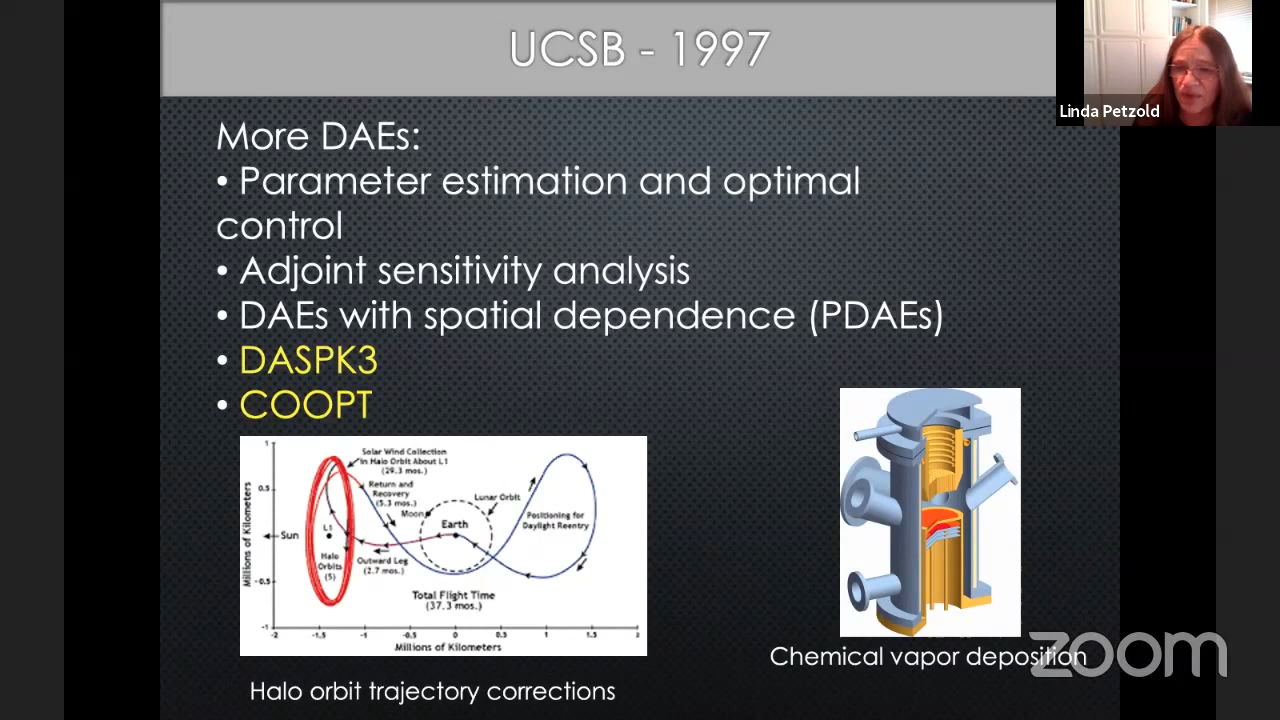 UCSB - 1997
Linda Petzold
More DAEs:
• Parameter estimation and optimal
control
• Adjoint sensitivity analysis
• DAEs with spatial dependence (PDAEs)
• DASPK3
• COOPT
1
0.5
0
-0.5
-1
Millions of Kilometers
Solar Wind Collection
in Halo Orbit About L1
(29.3 mos.)
Return and
Recovery
(5.3 mos.)
Moon
Lunar Orbit
Earth
Positioning for
Daylight Reentry
Sun
L1
Halo
Orbits
(5)
Outward Leg
(2.7 mos.)
Total Flight Time
(37.3 mos.)
-2 -1.5 -1 -0.5 0 0.5 1 1.5 2
Millions of Kilometers
Halo orbit trajectory corrections
Chemical vapor deposition
zoom